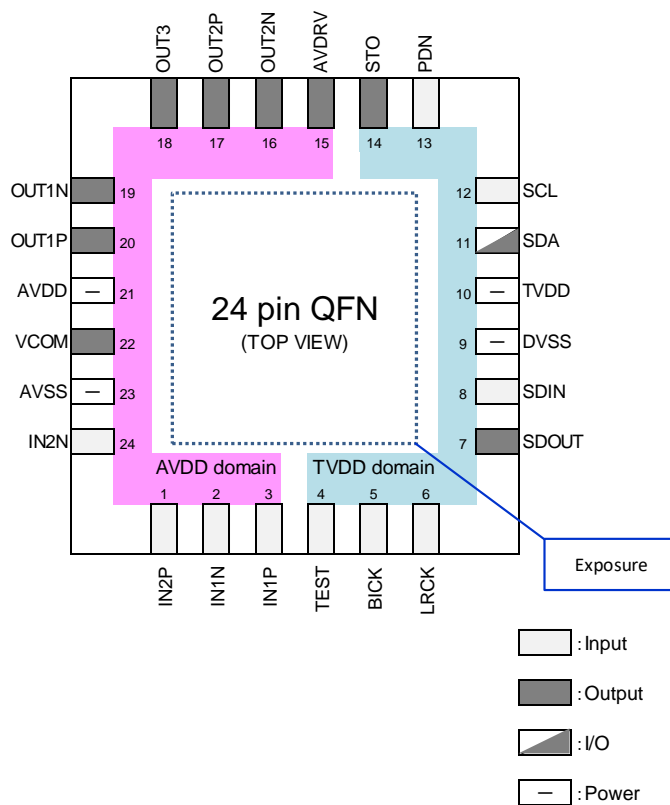 OUT3
OUT2P
OUT2N
AVDRV
STO
PDN
18
17
16
15
14
13
OUT1N
19
12
SCL
OUT1P
20
11
SDA
AVDD
–
21
10
–
TVDD
VCOM
22
9
–
DVSS
AVSS
–
23
8
SDIN
IN2N
24
7
SDOUT
24 pin QFN
(TOP VIEW)
AVDD domain
TVDD domain
1
2
3
4
5
6
IN2P
IN1N
IN1P
TEST
BICK
LRCK
Exposure
: Input
: Output
: I/O
– : Power